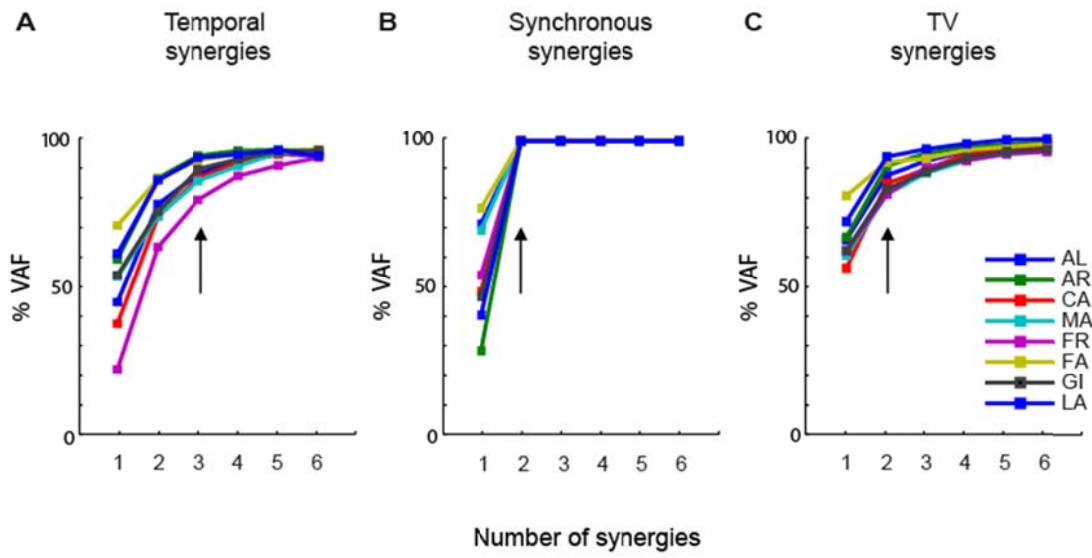 A
Temporal
synergies
B
Synchronous
synergies
C
TV
synergies
% VAF
100
50
0
1 2 3 4 5 6
% VAF
100
50
0
1 2 3 4 5 6
% VAF
100
50
0
1 2 3 4 5 6
AL
AR
CA
MA
FR
FA
GI
LA
Number of synergies